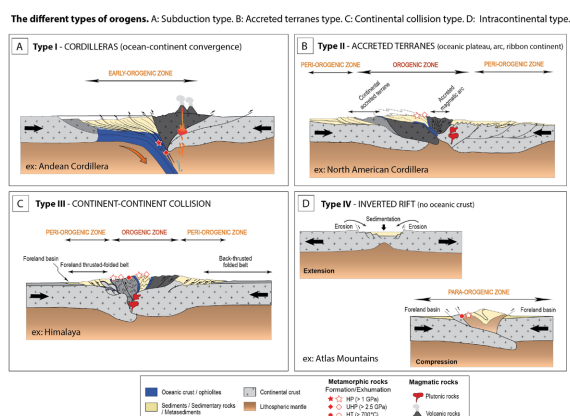 The different types of orogens. A: Subduction type. B: Accreted terranes type. C: Continental collision type. D: Intracontinental type.
A
Type I - CORDILLERAS (ocean-continent convergence)
EARLY-OROGENIC ZONE
ex: Andean Cordillera
B
Type II - ACCRETED TERRANES (oceanic plateau, arc, ribbon continent)
PERI-OROGENIC ZONE
OROGENIC ZONE
PERI-OROGENIC ZONE
Continental
accreted terrane
Accreted
magmatic arc
ex: North American Cordillera
C
Type III - CONTINENT-CONTINENT COLLISION
PERI-OROGENIC ZONE
OROGENIC ZONE
PERI-OROGENIC ZONE
Foreland basin
Foreland thrusted-folded belt
Back-thrusted
folded belt
ex: Himalaya
D
Type IV - INVERTED RIFT (no oceanic crust)
Sedimentation
Erosion
Erosion
Extension
PARA-OROGENIC ZONE
Foreland basin
Foreland basin
ex: Atlas Mountains
Compression
Oceanic crust / ophiolites
Sediments / Sedimentary rocks
/ Metasediments
Continental crust
Lithospheric mantle
Metamorphic rocks
Formation/Exhumation
HP (> 1 GPa)
UHP (> 2.5 GPa)
HT (> 700°C)
Magmatic rocks
Plutonic rocks
Volcanic rocks